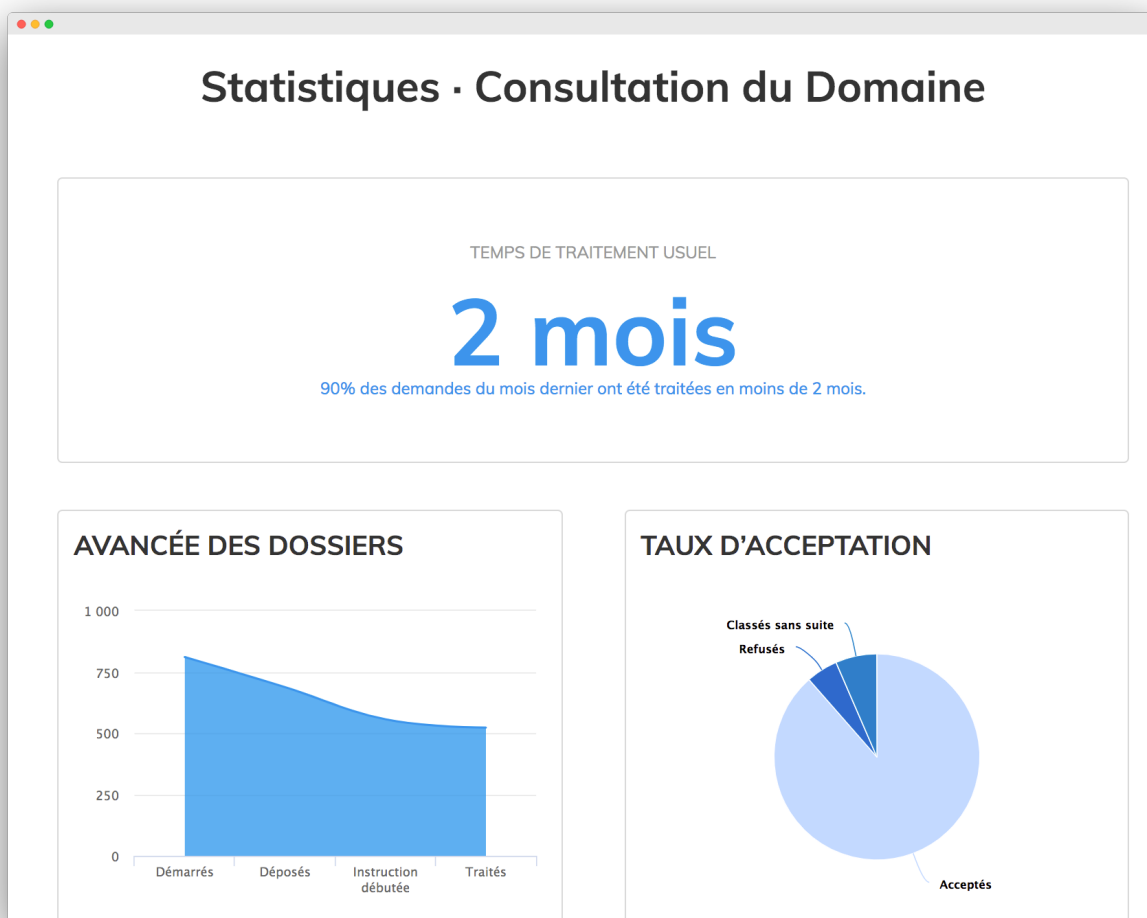 Statistiques · Consultation du Domaine
TEMPS DE TRAITEMENT USUEL
2 mois
90% des demandes du mois dernier ont été traitées en moins de 2 mois.
AVANCÉE DES DOSSIERS
1 000
750
500
250
0
Démarrés
Déposés
Instruction
débutée
Traités
TAUX D’ACCEPTATION
Classés sans suite
Refusés
Acceptés